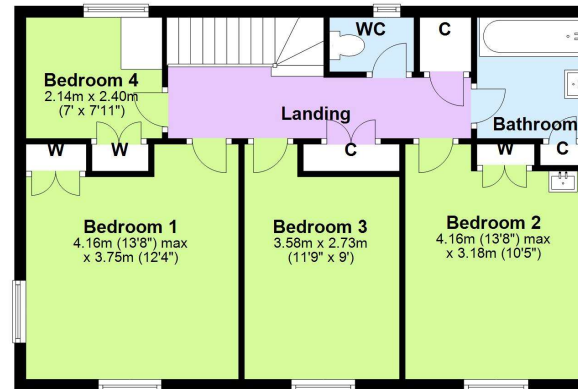 WC
C
Bedroom 4
2.14m x 2.40m
(7' x 7'11")
Landing
Bathroom
W
W
C
W
C
Bedroom 1
4.16m (13'8") max
x 3.75m (12'4")
Bedroom 3
3.58m x 2.73m
(11'9" x 9')
Bedroom 2
4.16m (13'8") max
x 3.18m (10'5")